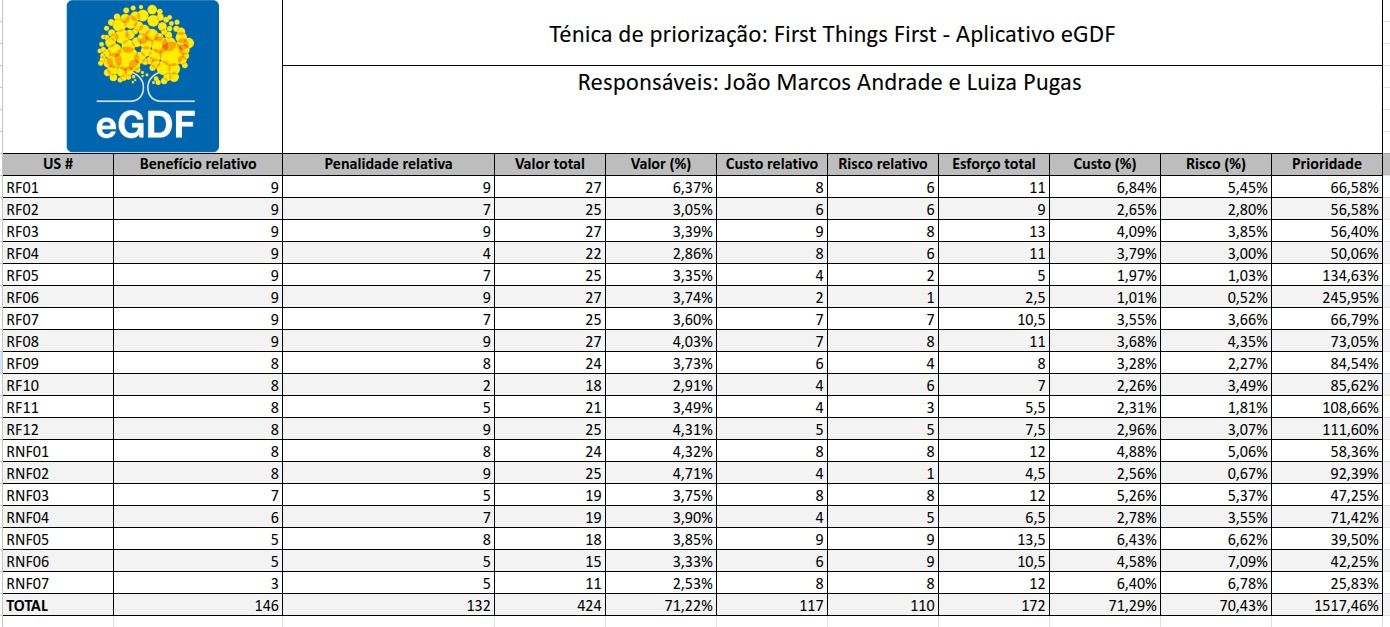 eGDF
Ténica de priorização: First Things First - Aplicativo eGDF
Responsáveis: João Marcos Andrade e Luiza Pugas
US # Benefício relativo Penalidade relativa Valor total Valor (%) Custo relativo Risco relativo Esforço total Custo (%) Risco (%) Prioridade
RF01 9 9 27 6,37% 8 6 11 6,84% 5,45% 66,58%
RF02 9 7 25 3,05% 6 6 9 2,65% 2,80% 56,58%
RF03 9 9 27 3,39% 9 8 13 4,09% 3,85% 56,40%
RF04 9 4 22 2,86% 8 6 11 3,79% 3,00% 50,06%
RF05 9 7 25 3,35% 4 2 5 1,97% 1,03% 134,63%
RF06 9 9 27 3,74% 2 1 2,5 1,01% 0,52% 245,95%
RF07 9 7 25 3,60% 7 7 10,5 3,55% 3,66% 66,79%
RF08 9 9 27 4,03% 7 8 11 3,68% 4,35% 73,05%
RF09 8 8 24 3,73% 6 4 8 3,28% 2,27% 84,54%
RF10 8 2 18 2,91% 4 6 7 2,26% 3,49% 85,62%
RF11 8 5 21 3,49% 4 3 5,5 2,31% 1,81% 108,66%
RF12 8 9 25 4,31% 5 5 7,5 2,96% 3,07% 111,60%
RNF01 8 8 24 4,32% 8 8 12 4,88% 5,06% 58,36%
RNF02 8 9 25 4,71% 4 1 4,5 2,56% 0,67% 92,39%
RNF03 7 5 19 3,75% 8 8 12 5,26% 5,37% 47,25%
RNF04 6 7 19 3,90% 4 5 6,5 2,78% 3,55% 71,42%
RNF05 5 8 18 3,85% 9 9 13,5 6,43% 6,62% 39,50%
RNF06 5 5 15 3,33% 6 9 10,5 4,58% 7,09% 42,25%
RNF07 3 5 11 2,53% 8 8 12 6,40% 6,78% 25,83%
TOTAL 146 132 424 71,22% 117 110 172 71,29% 70,43% 1517,46%